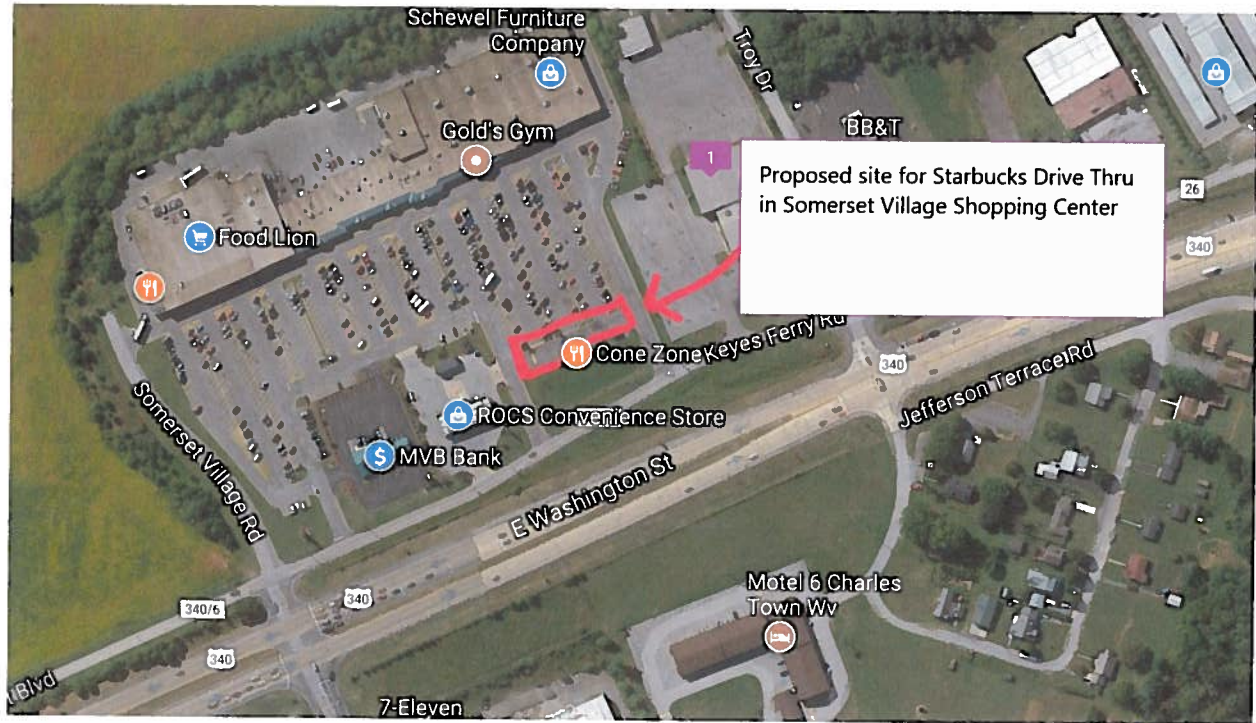 Schewel Furniture
Company
Troy Dr
Gold's Gym
BB&T
1
Proposed site for Starbucks Drive Thru
in Somerset Village Shopping Center
26
340
Food Lion
Cone Zone
Keyes Ferry Rd
340
Jefferson Terrace Rd
ROCS Convenience Store
MVB Bank
Somerset Village Rd
E Washington St
Motel 6 Charles
Town Wv
340/6
340
340
Blvd
7-Eleven